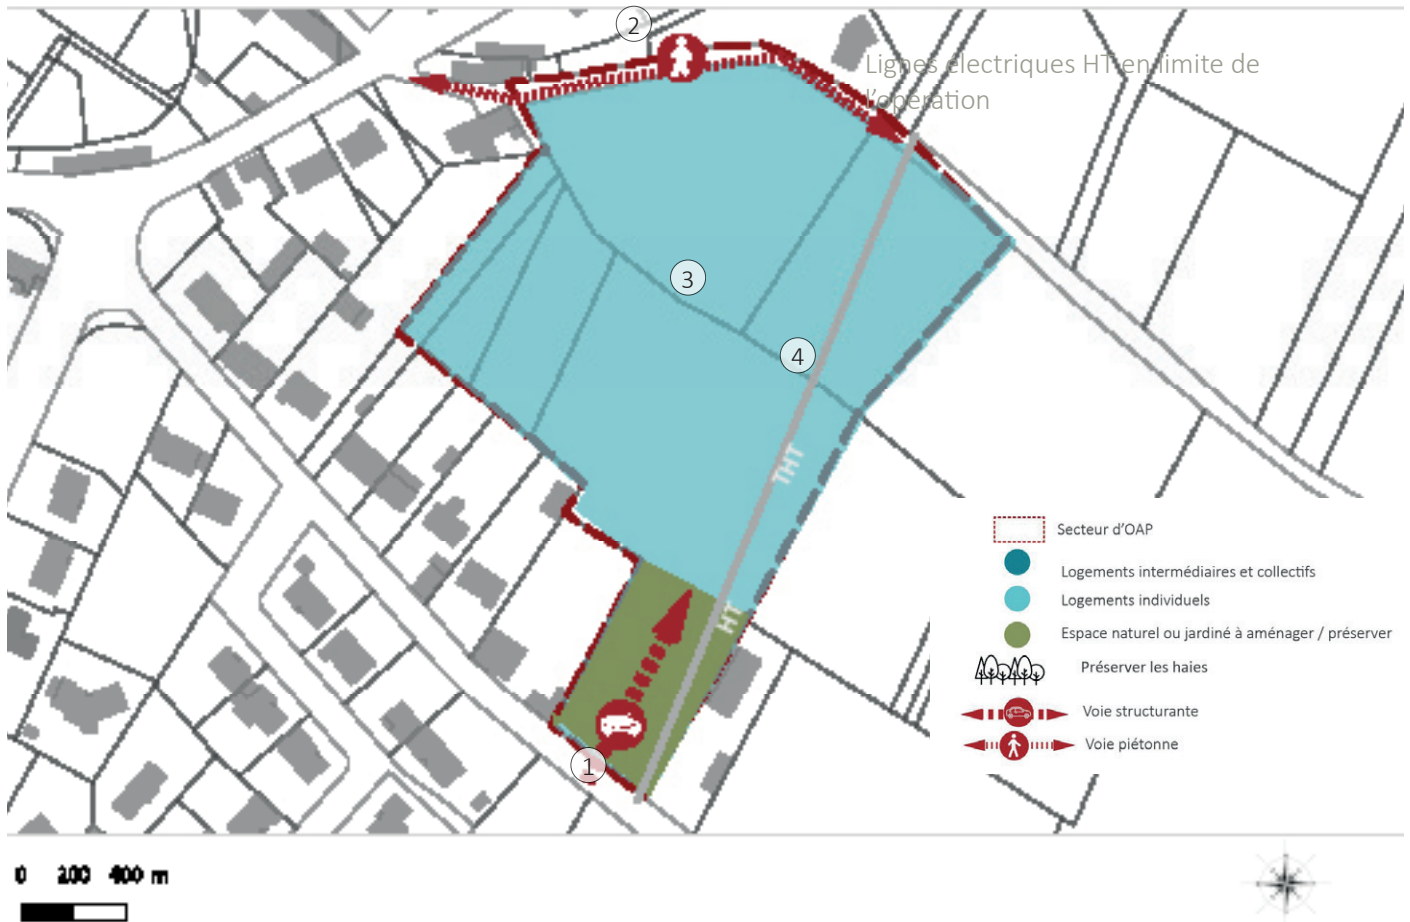 2
Lignes électriques HT en limite de
l'opération
3
4
THT
HT
1
Secteur d'OAP
Logements intermédiaires et collectifs
Logements individuels
Espace naturel ou jardiné à aménager / préserver
Préserver les haies
Voie structurante
Voie piétonne
0 200 400 m